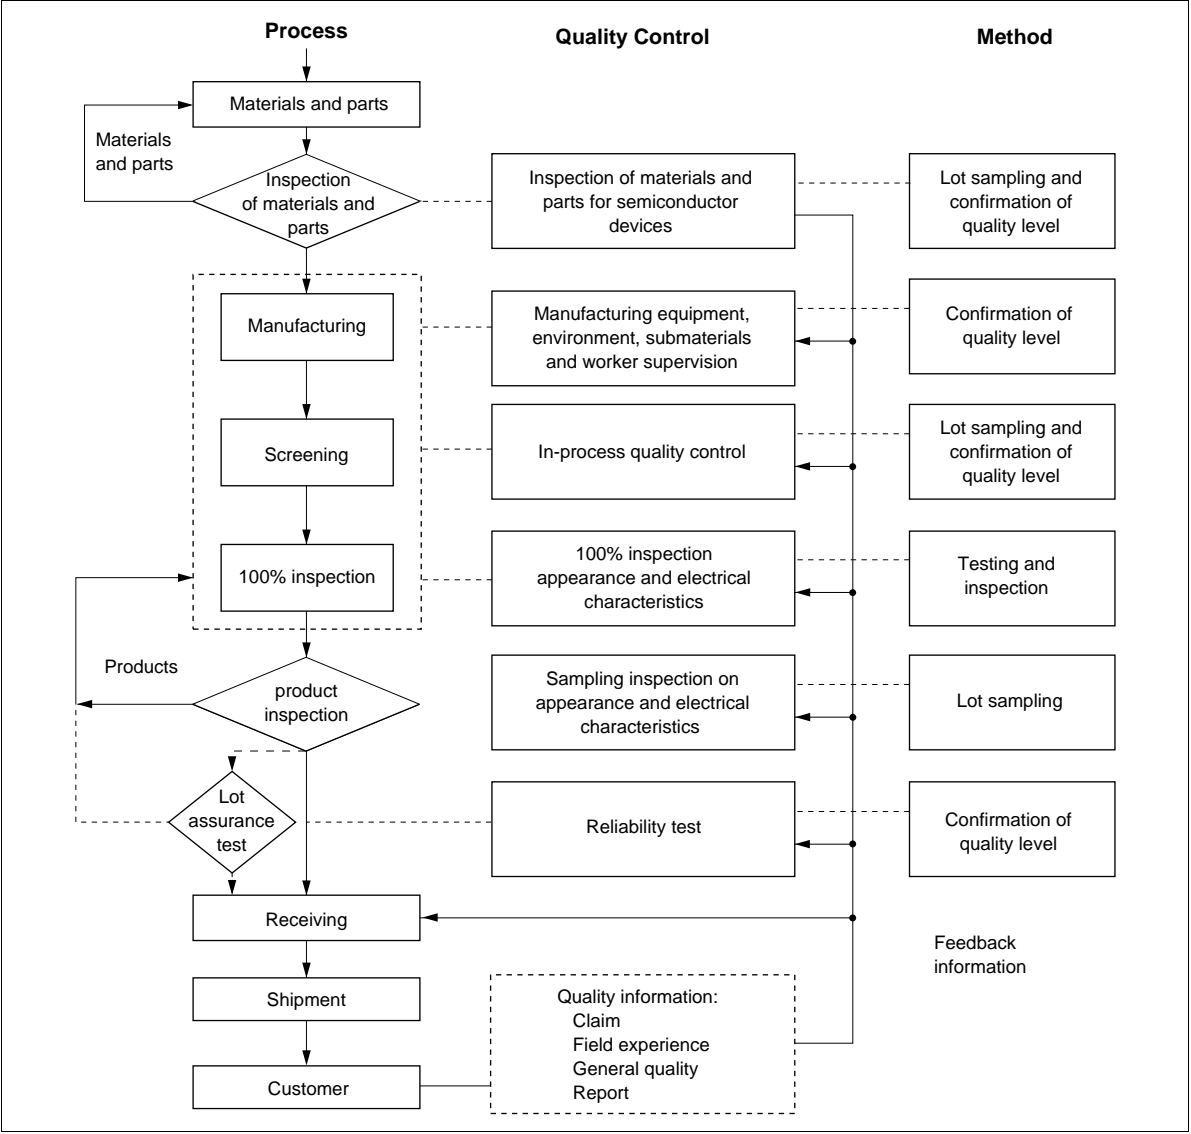 Process
Quality Control
Method
Materials and parts
Materials
and parts
Inspection
of materials and
parts
Inspection of materials and
parts for semiconductor
devices
Lot sampling and
confirmation of
quality level
Manufacturing
Manufacturing equipment,
environment, submaterials
and worker supervision
Confirmation of
quality level
Screening
In-process quality control
Lot sampling and
confirmation of
quality level
100% inspection
100% inspection
appearance and electrical
characteristics
Testing and
inspection
Products
product
inspection
Sampling inspection on
appearance and electrical
characteristics
Lot sampling
Lot
assurance
test
Reliability test
Confirmation of
quality level
Receiving
Feedback
information
Shipment
Quality information:
Claim
Field experience
General quality
Report
Customer